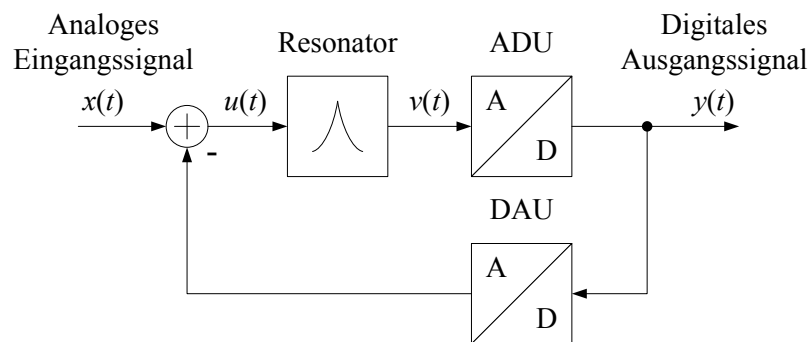 Analoges
Eingangssignal
Resonator
ADU
Digitales
Ausgangssignal
x(t)
u(t)
v(t)
A
D
y(t)
+
-
DAU
A
D